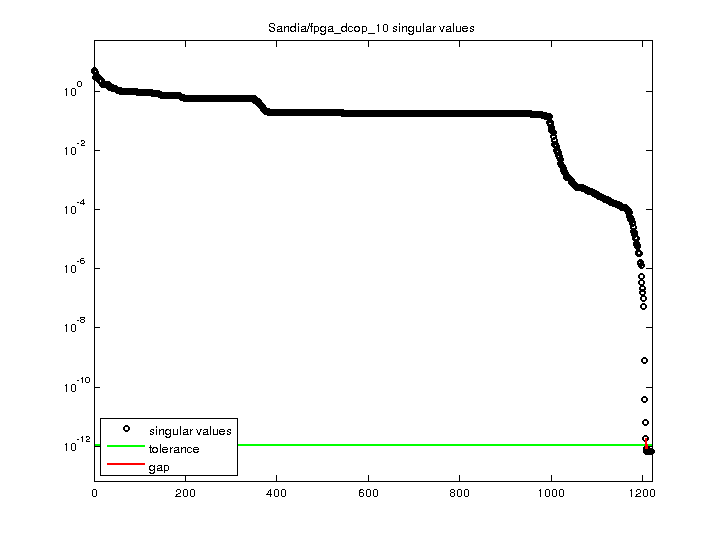 Sandia/fpga_dcop_10 singular values
10^0
10^-2
10^-4
10^-6
10^-8
10^-10
10^-12
singular values
tolerance
gap
0 200 400 600 800 1000 1200